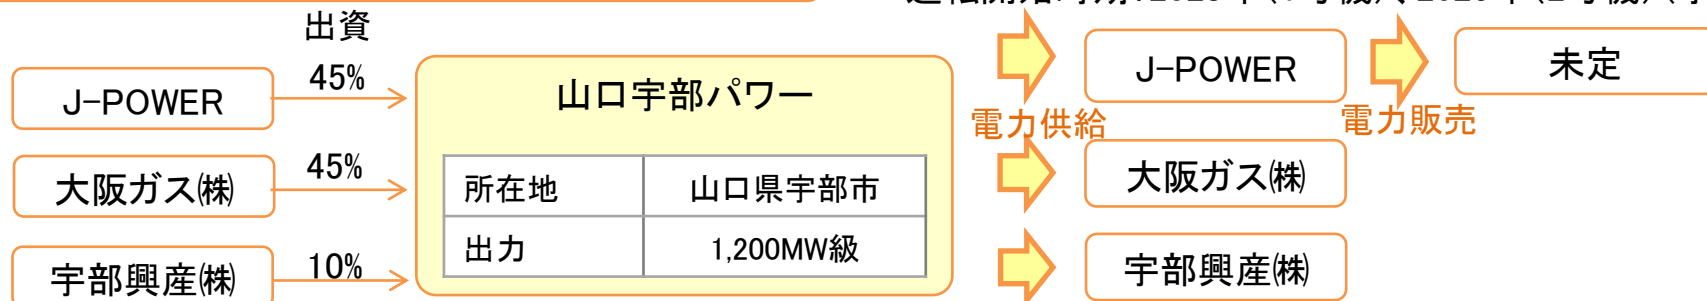 出資
J-POWER
45%
山口宇部パワー
J-POWER
未定
電力供給
電力販売
大阪ガス㈱
45%
所在地
山口県宇部市
大阪ガス㈱
出力
1,200MW級
宇部興産㈱
10%
宇部興産㈱